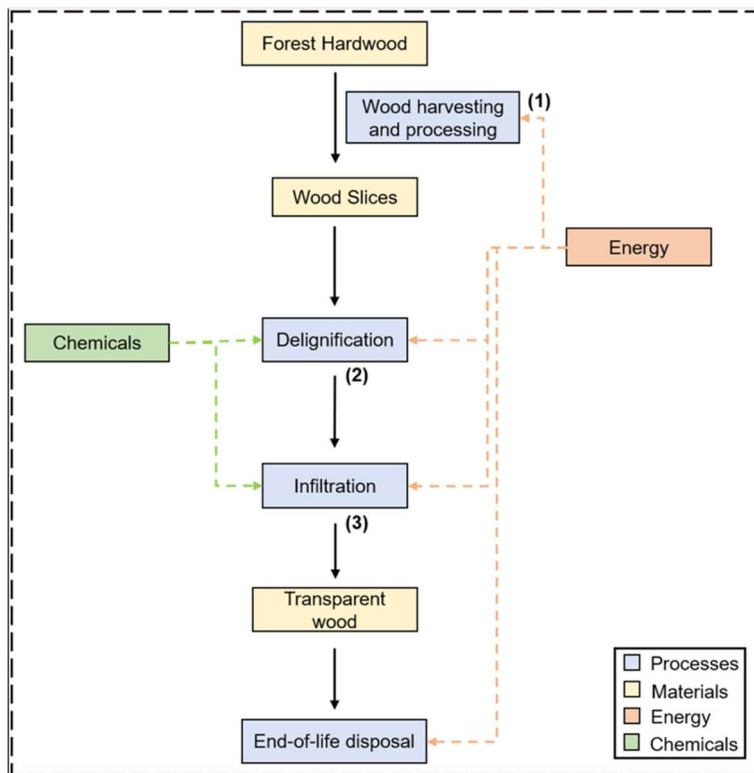 Forest Hardwood
Wood harvesting
and processing
(1)
Wood Slices
Energy
Chemicals
Delignification
(2)
Infiltration
(3)
Transparent
wood
End-of-life disposal
Processes
Materials
Energy
Chemicals